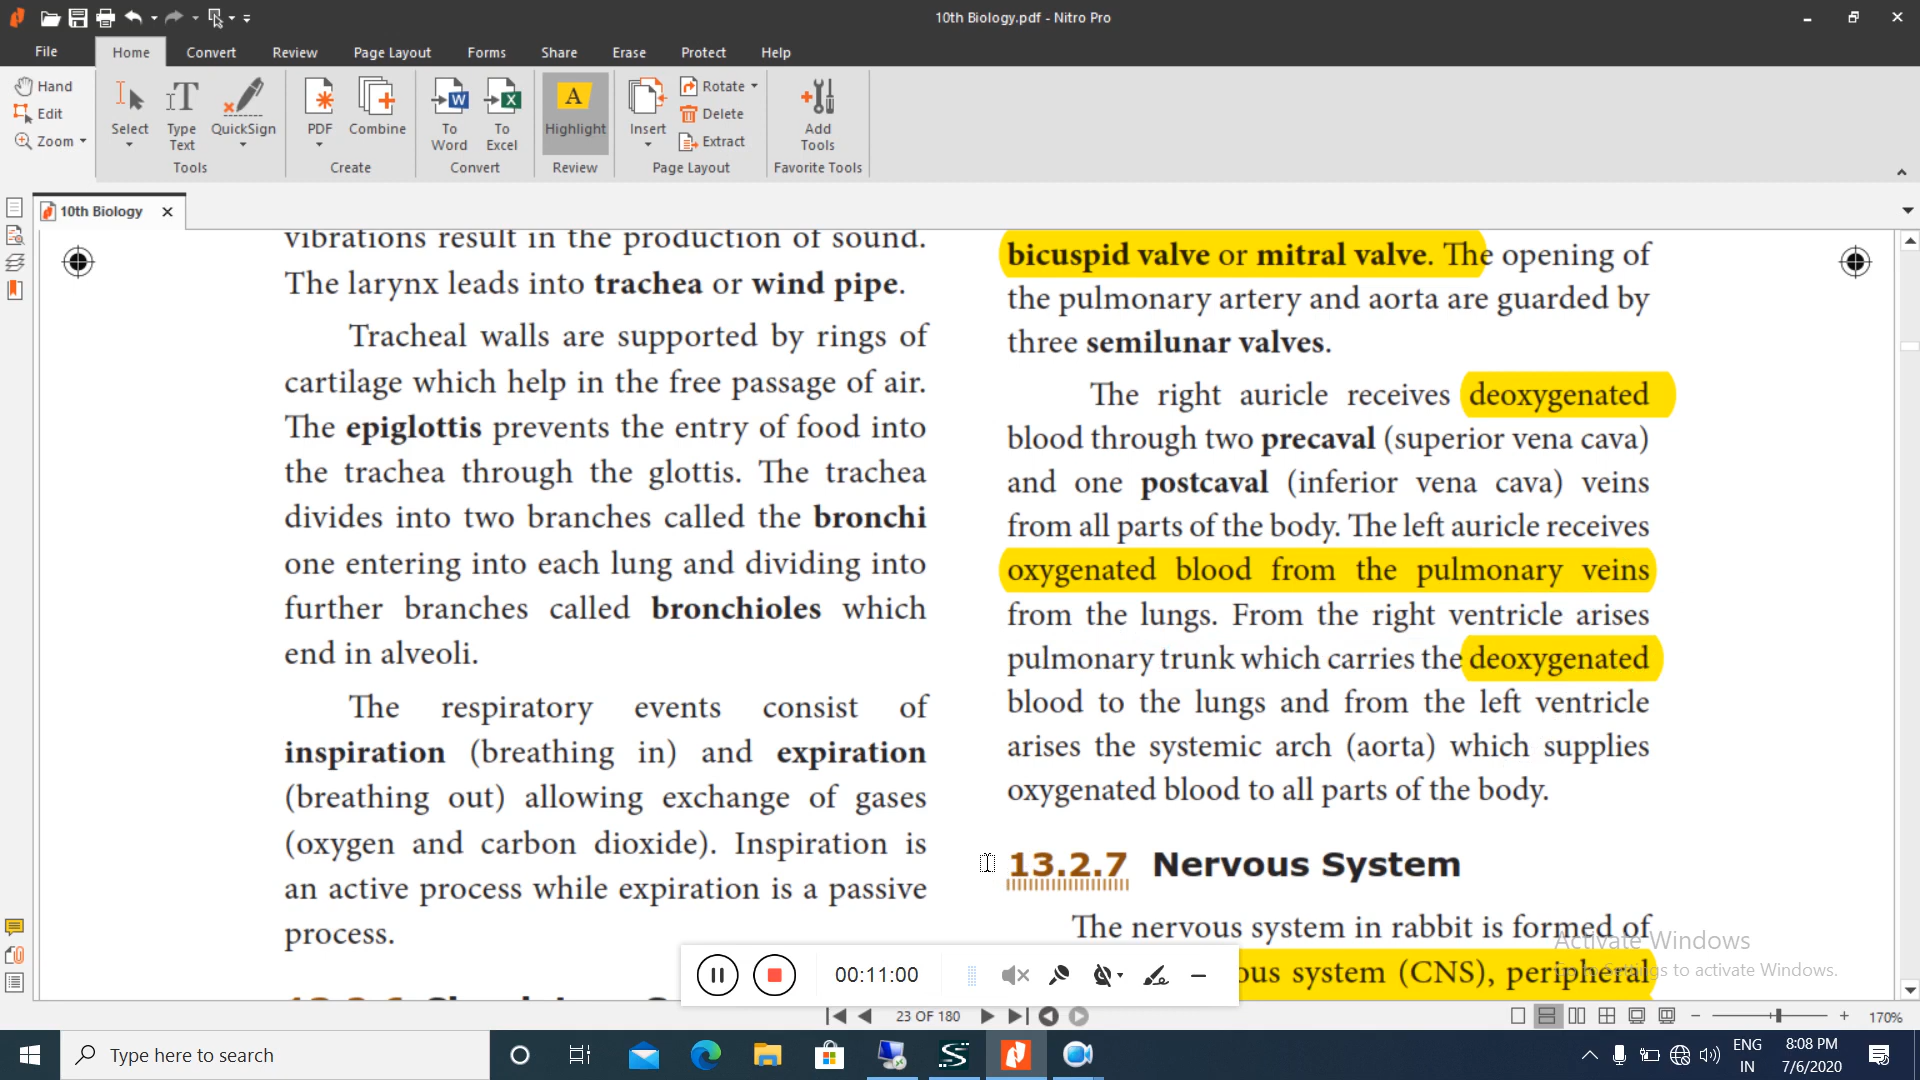 10th Biology.pdf - Nitro Pro
File
Home
Convert
Review
Page Layout
Forms
Share
Erase
Protect
Help
Hand
Edit
Zoom
Select
Type
Text
QuickSign
Tools
PDF
Combine
Create
To
Word
To
Excel
Convert
A
Highlight
Review
Insert
Rotate
Delete
Extract
Page Layout
Add
Tools
Favorite Tools
10th Biology
vibrations result in the production of sound.
The larynx leads into trachea or wind pipe.
Tracheal walls are supported by rings of
cartilage which help in the free passage of air.
The epiglottis prevents the entry of food into
the trachea through the glottis. The trachea
divides into two branches called the bronchi
one entering into each lung and dividing into
further branches called bronchioles which
end in alveoli.
The respiratory events consist of
inspiration (breathing in) and expiration
(breathing out) allowing exchange of gases
(oxygen and carbon dioxide). Inspiration is
an active process while expiration is a passive
process.
bicuspid valve or mitral valve. The opening of
the pulmonary artery and aorta are guarded by
three semilunar valves.
The right auricle receives deoxygenated
blood through two precaval (superior vena cava)
and one postcaval (inferior vena cava) veins
from all parts of the body. The left auricle receives
oxygenated blood from the pulmonary veins
from the lungs. From the right ventricle arises
pulmonary trunk which carries the deoxygenated
blood to the lungs and from the left ventricle
arises the systemic arch (aorta) which supplies
oxygenated blood to all parts of the body.
13.2.7 Nervous System
The nervous system in rabbit is formed of
ous system (CNS), peripheral
Activate Windows
to activate Windows.
00:11:00
23 OF 180
170%
Type here to search
ENG
IN
8:08 PM
7/6/2020